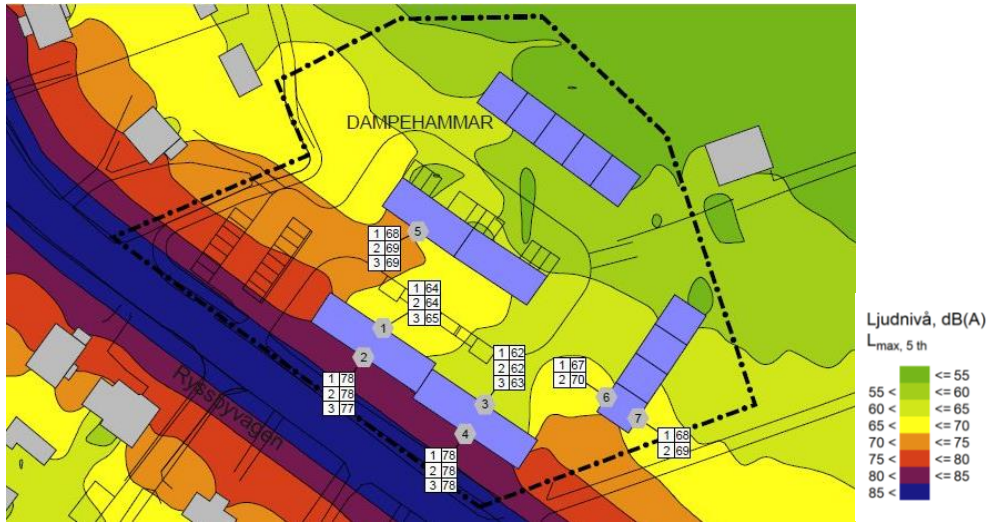 DAMPEHAMMAR
5
1 68
2 69
3 69
1 64
2 64
3 65
1
2
1 62
2 62
3 63
1 67
2 70
1 78
2 78
3 77
3
6
7
4
1 68
2 69
1 78
2 78
3 78
Ryssbyvägen
Ljudnivå, dB(A)
Lmax, 5 th
<= 55
55 < <= 60
60 < <= 65
65 < <= 70
70 < <= 75
75 < <= 80
80 < <= 85
85 <